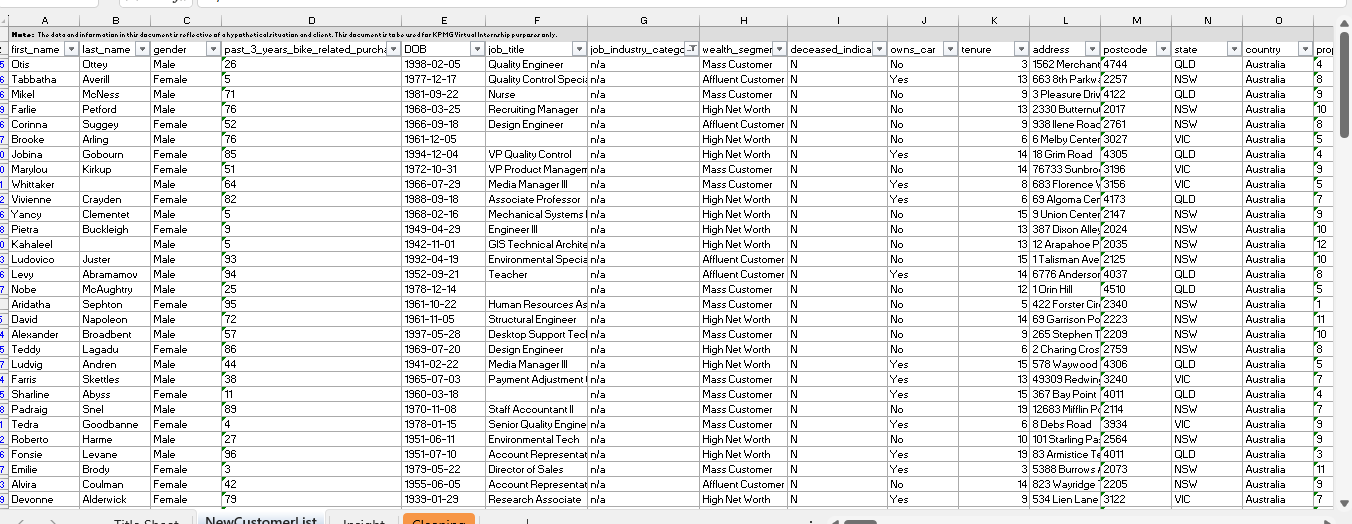 A B C D E F G H I J K L M N O
Note: The data and information in this document is reflective of a hypothetical situation and client. This document is to be used for KPMG Virtual Internship purposes only.
first_name last_name gender past_3_years_bike_related_purcha DOB job_title job_industry_catego wealth_segmer deceased_indica owns_car tenure address postcode state country prop
Otis Ottey Male 26 1998-02-05 Quality Engineer n/a Mass Customer N No 3 1562 Merchant 4744 QLD Australia 4
Tabbatha Averill Female 5 1977-12-17 Quality Control Specia n/a Affluent Customer N Yes 13 663 8th Parkwa 2257 NSW Australia 8
Mikel McNess Male 71 1981-09-22 Nurse n/a Mass Customer N No 9 3 Pleasure Driv 4122 QLD Australia 9
Farlie Petford Male 76 1968-03-25 Recruiting Manager n/a High Net Worth N No 13 2330 Butternu 2017 NSW Australia 10
Corinna Suggey Female 52 1966-09-18 Design Engineer n/a Affluent Customer N No 9 938 Ilene Road 2761 NSW Australia 8
Brooke Arling Male 76 1961-12-05 n/a High Net Worth N No 6 6 Melby Center 3027 VIC Australia 5
Jobina Gobourn Female 85 1994-12-04 VP Quality Control n/a High Net Worth N Yes 14 18 Grim Road 4305 QLD Australia 4
Marylou Kirkup Female 51 1972-10-31 VP Product Managem n/a High Net Worth N No 14 76733 Sunbro 3196 VIC Australia 9
Whittaker Male 64 1966-07-29 Media Manager III n/a Mass Customer N Yes 8 683 Florence W 3156 VIC Australia 5
Vivienne Crayden Female 82 1988-09-18 Associate Professor n/a High Net Worth N Yes 6 69 Algoma Cen 4173 QLD Australia 7
Yancy Clementet Male 5 1968-02-16 Mechanical Systems n/a High Net Worth N No 15 9 Union Center 2147 NSW Australia 9
Pietra Buckleigh Female 9 1949-04-29 Engineer III n/a High Net Worth N No 13 387 Dixon Alley 2024 NSW Australia 10
Kahaleel Male 5 1942-11-01 GIS Technical Archite n/a High Net Worth N No 13 12 Arapahoe P 2035 NSW Australia 12
Ludovico Juster Male 93 1992-04-19 Environmental Specia n/a Affluent Customer N No 15 1 Talisman Ave 2125 NSW Australia 10
Levy Abramamov Male 94 1952-09-21 Teacher n/a Affluent Customer N Yes 14 6776 Anderson 4037 QLD Australia 8
Nobe McAughtry Male 25 1978-12-14 n/a Mass Customer N No 12 1 Orin Hill 4510 QLD Australia 5
Aridatha Sephton Female 95 1961-10-22 Human Resources As n/a High Net Worth N No 5 422 Forster Cir 2340 NSW Australia 1
David Napoleon Male 72 1961-11-05 Structural Engineer n/a High Net Worth N No 14 69 Garrison Po 2223 NSW Australia 11
Alexander Broadbent Male 57 1997-05-28 Desktop Support Tec n/a Mass Customer N No 9 265 Stephen T 2209 NSW Australia 10
Teddy Lagadu Female 86 1969-07-20 Design Engineer n/a High Net Worth N No 6 2 Charing Cros 2759 NSW Australia 8
Ludvig Andren Male 44 1941-02-22 Media Manager III n/a High Net Worth N Yes 15 578 Waywood 4306 QLD Australia 5
Farris Skettles Male 38 1965-07-03 Payment Adjustment n/a Mass Customer N Yes 13 49309 Redwing 3240 VIC Australia 7
Sharline Abyss Female 11 1960-03-18 n/a Mass Customer N Yes 15 367 Bay Point 4011 QLD Australia 4
Padraig Snel Male 89 1970-11-08 Staff Accountant II n/a Mass Customer N No 19 12683 Mifflin P 2114 NSW Australia 7
Tedra Goodbanne Female 4 1978-01-15 Senior Quality Engine n/a Mass Customer N Yes 6 8 Debs Road 3934 VIC Australia 9
Roberto Harme Male 27 1951-06-11 Environmental Tech n/a High Net Worth N No 10 101 Starling Pa 2564 NSW Australia 9
Fonsie Levane Male 96 1951-07-10 Account Representat n/a High Net Worth N Yes 19 83 Armistice Te 4011 QLD Australia 3
Emilie Brody Female 3 1979-05-22 Director of Sales n/a Mass Customer N Yes 3 5388 Burrows 2073 NSW Australia 11
Alvira Coulman Female 42 1955-06-05 Account Representat n/a Affluent Customer N No 14 823 Wayridge 2205 NSW Australia 9
Devonne Alderwick Female 79 1939-01-29 Research Associate n/a High Net Worth N Yes 9 534 Lien Lane 3122 VIC Australia 7
Title Sheet NewCustomerList Insight Cleaning